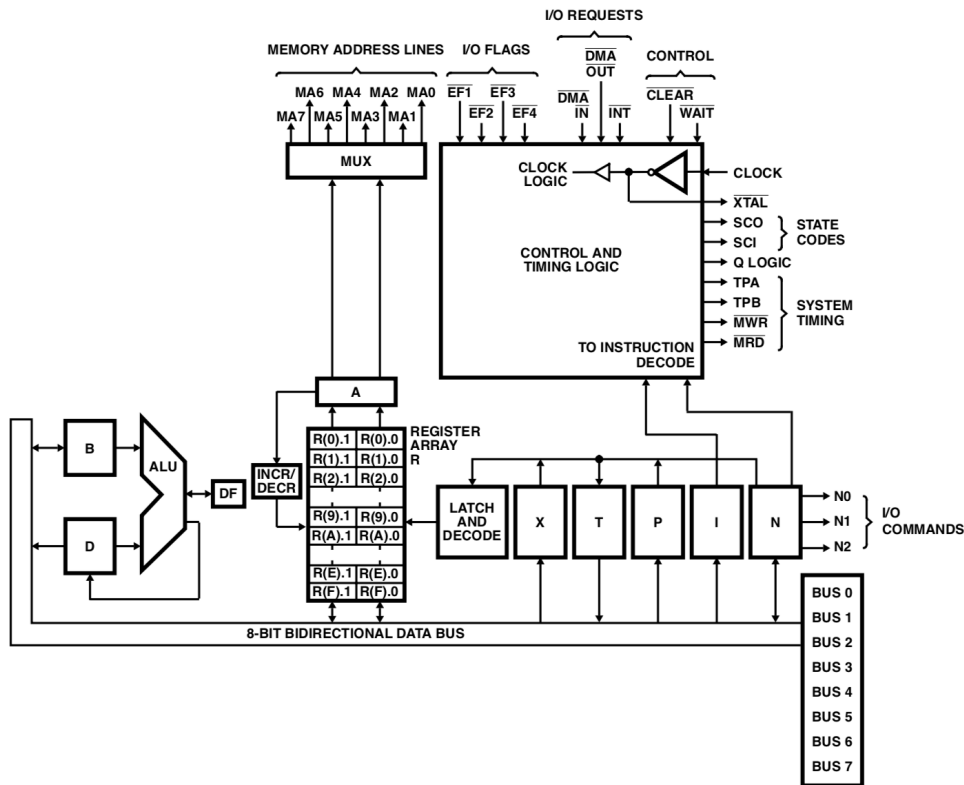 I/O REQUESTS
MEMORY ADDRESS LINES
I/O FLAGS
DMA
OUT
CONTROL
MA6 MA4 MA2 MA0
MA7 MA5 MA3 MA1
EF1 EF3
EF2 EF4
DMA
IN
INT
CLEAR
WAIT
MUX
CLOCK
LOGIC
CLOCK
XTAL
SCO
SCI
STATE
CODES
CONTROL AND
TIMING LOGIC
Q LOGIC
TPA
TPB
MWR
MRD
SYSTEM
TIMING
TO INSTRUCTION
DECODE
A
REGISTER
ARRAY
R
R(0).1 R(0).0
R(1).1 R(1).0
R(2).1 R(2).0
R(9).1 R(9).0
R(A).1 R(A).0
R(E).1 R(E).0
R(F).1 R(F).0
B
ALU
D
DF
INCR/
DECR
LATCH
AND
DECODE
X
T
P
I
N
N0
N1
N2
I/O
COMMANDS
8-BIT BIDIRECTIONAL DATA BUS
BUS 0
BUS 1
BUS 2
BUS 3
BUS 4
BUS 5
BUS 6
BUS 7